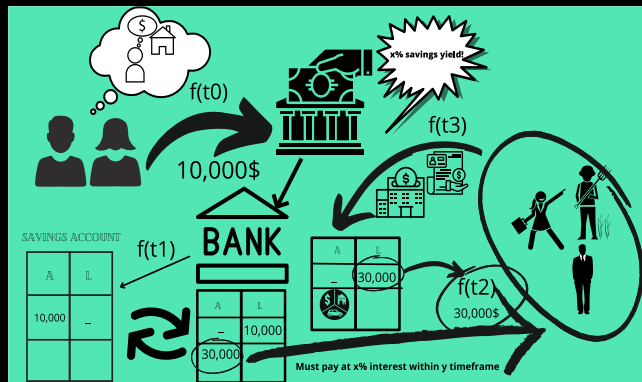 $
x% savings yield!
f(t0)
10,000$
f(t3)
$
$
SAVINGS ACCOUNT
f(t1)
BANK
A L
10,000 _
A L
_ 10,000
30,000
A L
_ 30,000
$
f(t2)
30,000$
Must pay at x% interest within y timeframe